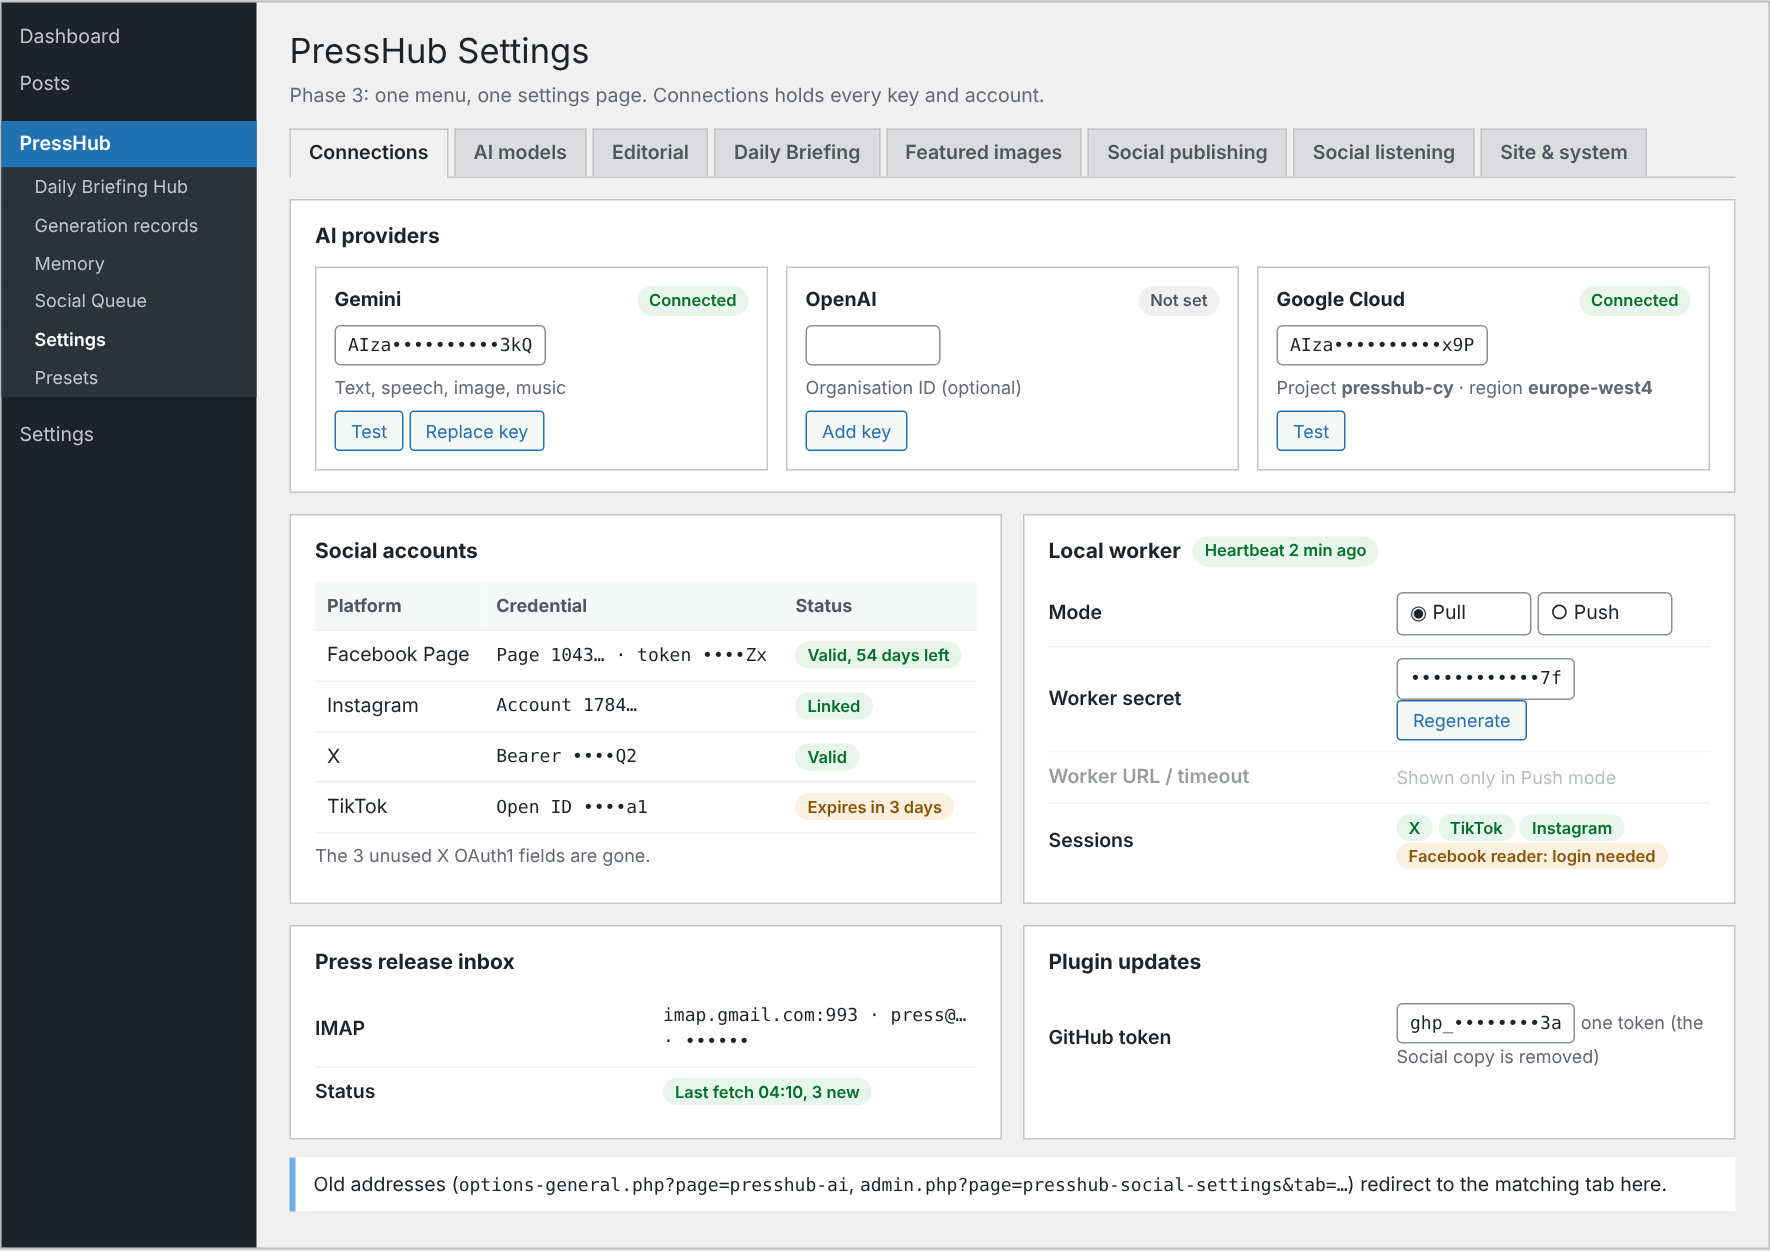 Dashboard
Posts
PressHub
Daily Briefing Hub
Generation records
Memory
Social Queue
Settings
Presets
Settings
PressHub Settings
Phase 3: one menu, one settings page. Connections holds every key and account.
Connections
AI models
Editorial
Daily Briefing
Featured images
Social publishing
Social listening
Site & system
AI providers
Gemini
Connected
AIza••••••••••3kQ
Text, speech, image, music
Test
Replace key
OpenAI
Not set
Organisation ID (optional)
Add key
Google Cloud
Connected
AIza••••••••••x9P
Project presshub-cy · region europe-west4
Test
Social accounts
Platform Credential Status
Facebook Page Page 1043… · token ••••Zx Valid, 54 days left
Instagram Account 1784… Linked
X Bearer ••••Q2 Valid
TikTok Open ID ••••a1 Expires in 3 days
The 3 unused X OAuth1 fields are gone.
Local worker Heartbeat 2 min ago
Mode ◉ Pull ○ Push
Worker secret ••••••••••••7f
Regenerate
Worker URL / timeout Shown only in Push mode
Sessions X TikTok Instagram
Facebook reader: login needed
Press release inbox
IMAP imap.gmail.com:993 · press@…
· ••••••
Status Last fetch 04:10, 3 new
Plugin updates
GitHub token ghp_••••••••3a one token (the
Social copy is removed)
Old addresses (options-general.php?page=presshub-ai, admin.php?page=presshub-social-settings&tab=…) redirect to the matching tab here.